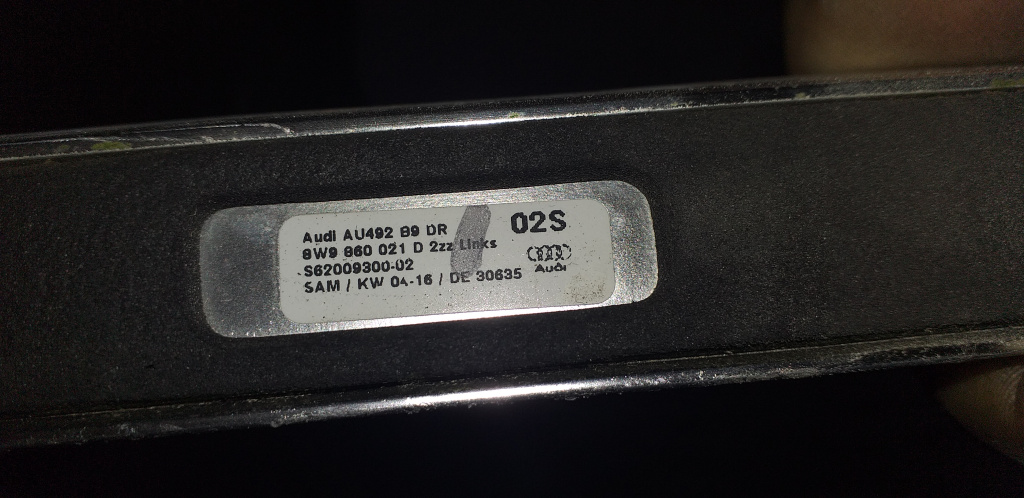 Audi AU492 B9 DR
02S
8W9 860 021 D 2zz Links
S62009300-02
Audi
SAM / KW 04-16 / DE 30635